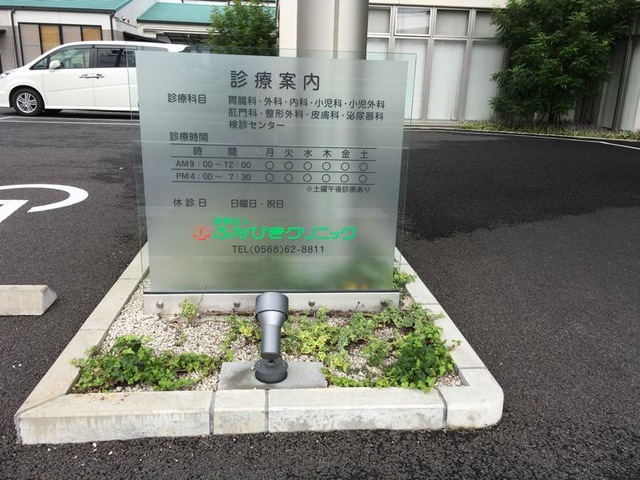 診療案内
診療科目 胃腸科・外科・内科・小児科・小児外科
肛門科・整形外科・皮膚科・泌尿器科
検診センター
診療時間
時間 月 火 水 木 金 土
AM9:00～12:00 ○ ○ ○ ○ ○ ○
PM4:00～ 7:30 ○ ○ ○ ○ ○ ○
※土曜午後診療あり
休診日 日曜日・祝日
医療法人
ふなびきクリニック
TEL(0568)62-8811